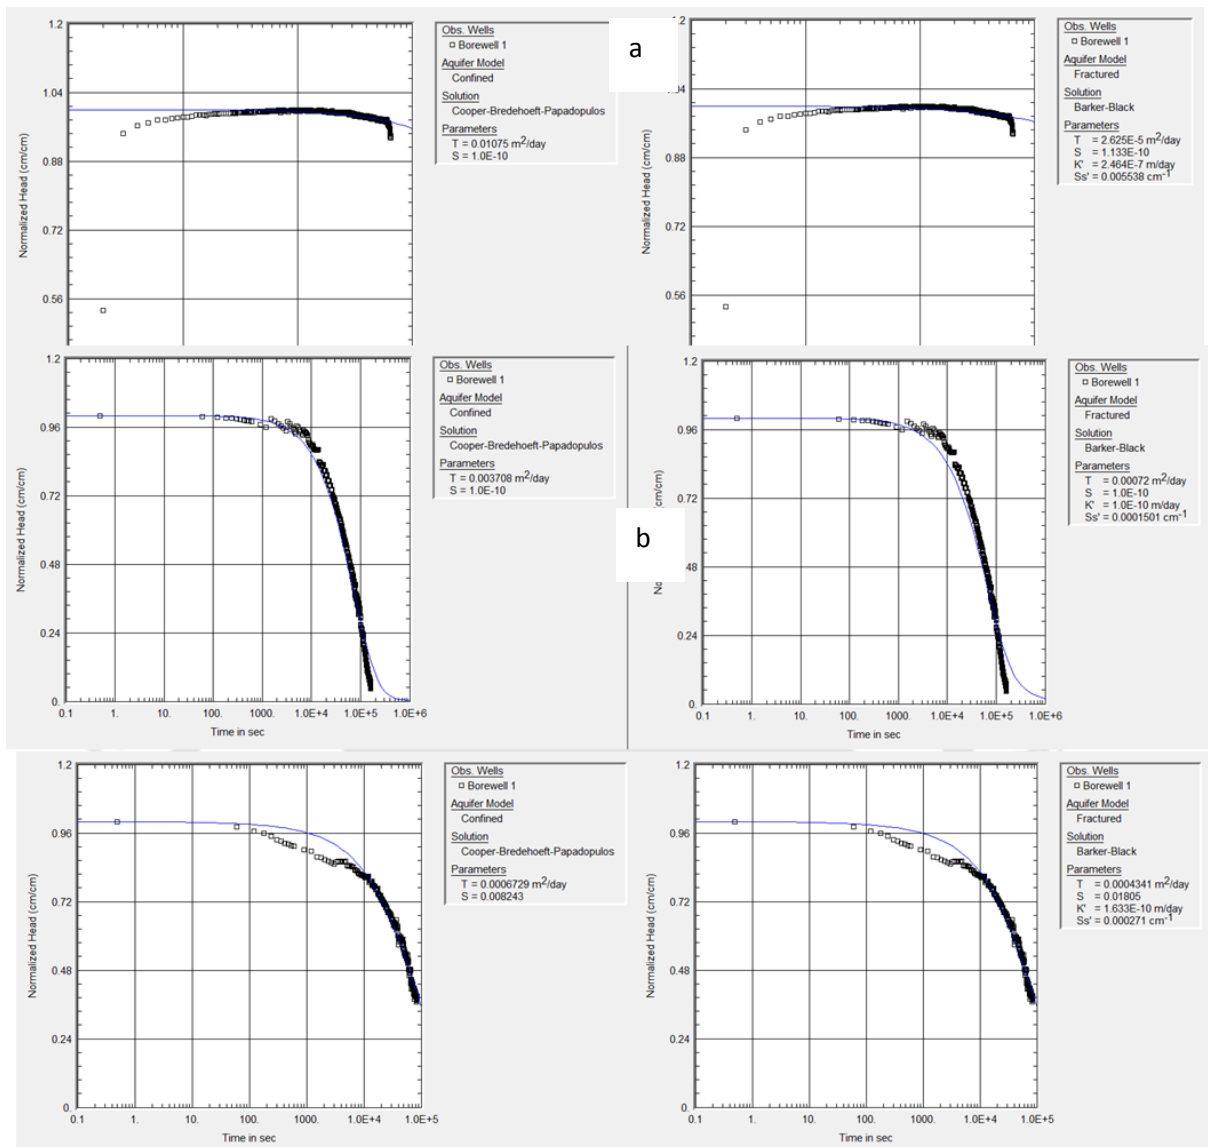 1.2
1.04
0.88
0.72
0.56
Normalized Head (cm/cm)
Obs. Wells
Borewell 1
Aquifer Model
Confined
Solution
Cooper-Bredehoeft-Papadopulos
Parameters
T = 0.01075 m²/day
S = 1.0E-10
a
1.2
.04
0.88
0.72
0.56
Normalized Head (cm/cm)
Obs. Wells
Borewell 1
Aquifer Model
Fractured
Solution
Barker-Black
Parameters
T = 2.625E-5 m²/day
S = 1.133E-10
K' = 2.464E-7 m/day
Ss' = 0.005538 cm⁻¹
1.2
0.96
0.72
0.48
0.24
0.
Normalized Head (cm/cm)
0.1 1. 10. 100. 1000. 1.0E+4 1.0E+5 1.0E+6
Time in sec
Obs. Wells
Borewell 1
Aquifer Model
Confined
Solution
Cooper-Bredehoeft-Papadopulos
Parameters
T = 0.003708 m²/day
S = 1.0E-10
b
1.2
0.96
0.72
.48
0.24
0.
Head (cm/cm)
0.1 1. 10. 100. 1000. 1.0E+4 1.0E+5 1.0E+6
Time in sec
Obs. Wells
Borewell 1
Aquifer Model
Fractured
Solution
Barker-Black
Parameters
T = 0.00072 m²/day
S = 1.0E-10
K' = 1.0E-10 m/day
Ss' = 0.0001501 cm⁻¹
1.2
0.96
0.72
0.48
0.24
0.
Normalized Head (cm/cm)
0.1 1. 10. 100. 1000. 1.0E+4 1.0E+5
Time in sec
Obs. Wells
Borewell 1
Aquifer Model
Confined
Solution
Cooper-Bredehoeft-Papadopulos
Parameters
T = 0.0006729 m²/day
S = 0.008243
1.2
0.96
0.72
0.48
0.24
0.
Normalized Head (cm/cm)
0.1 1. 10. 100. 1000. 1.0E+4 1.0E+5
Time in sec
Obs. Wells
Borewell 1
Aquifer Model
Fractured
Solution
Barker-Black
Parameters
T = 0.0004341 m²/day
S = 0.01805
K' = 1.633E-10 m/day
Ss' = 0.000271 cm⁻¹